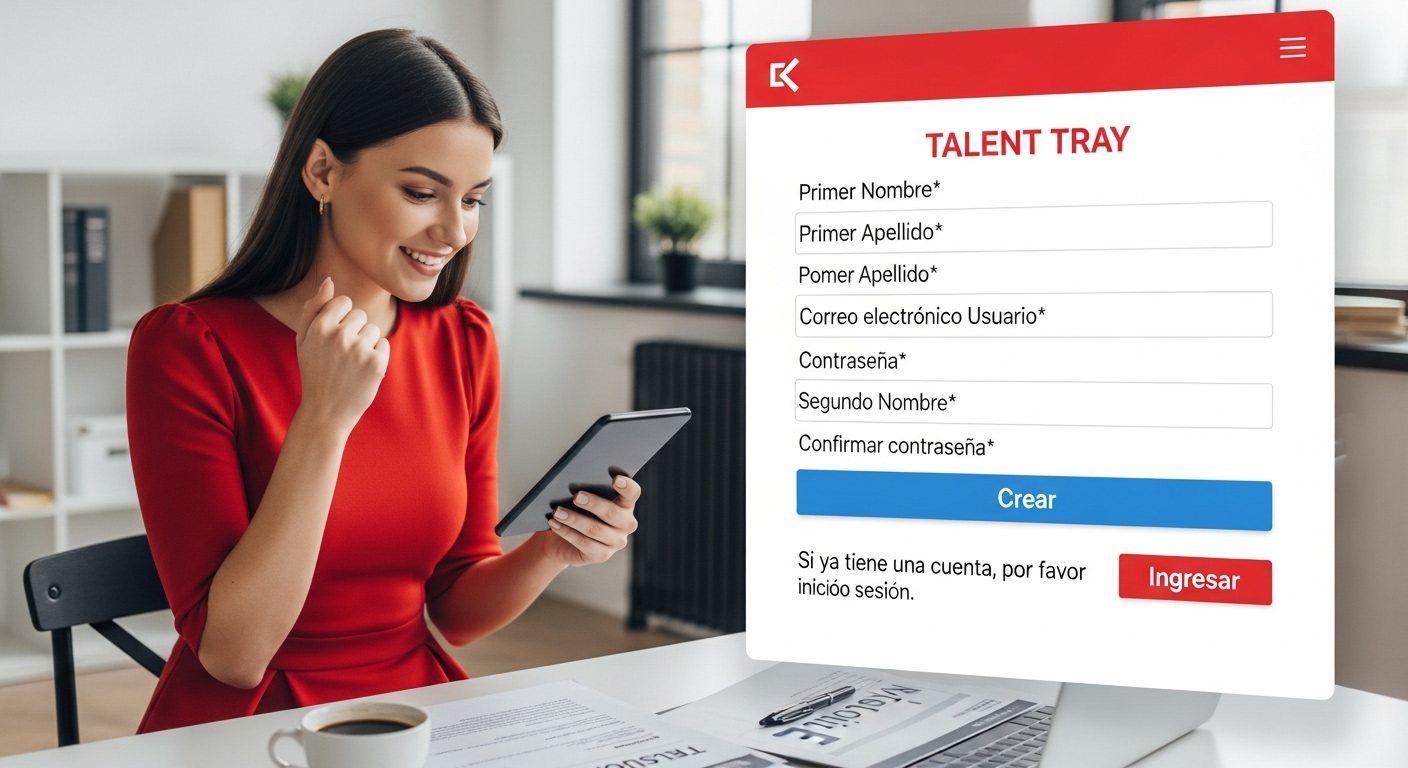 TALENT TRAY
Primer Nombre*
Primer Apellido*
Pomer Apellido*
Correo electrónico Usuario*
Contraseña*
Segundo Nombre*
Confirmar contraseña*
Crear
Si ya tiene una cuenta, por favor
inicióo sesión.
Ingresar